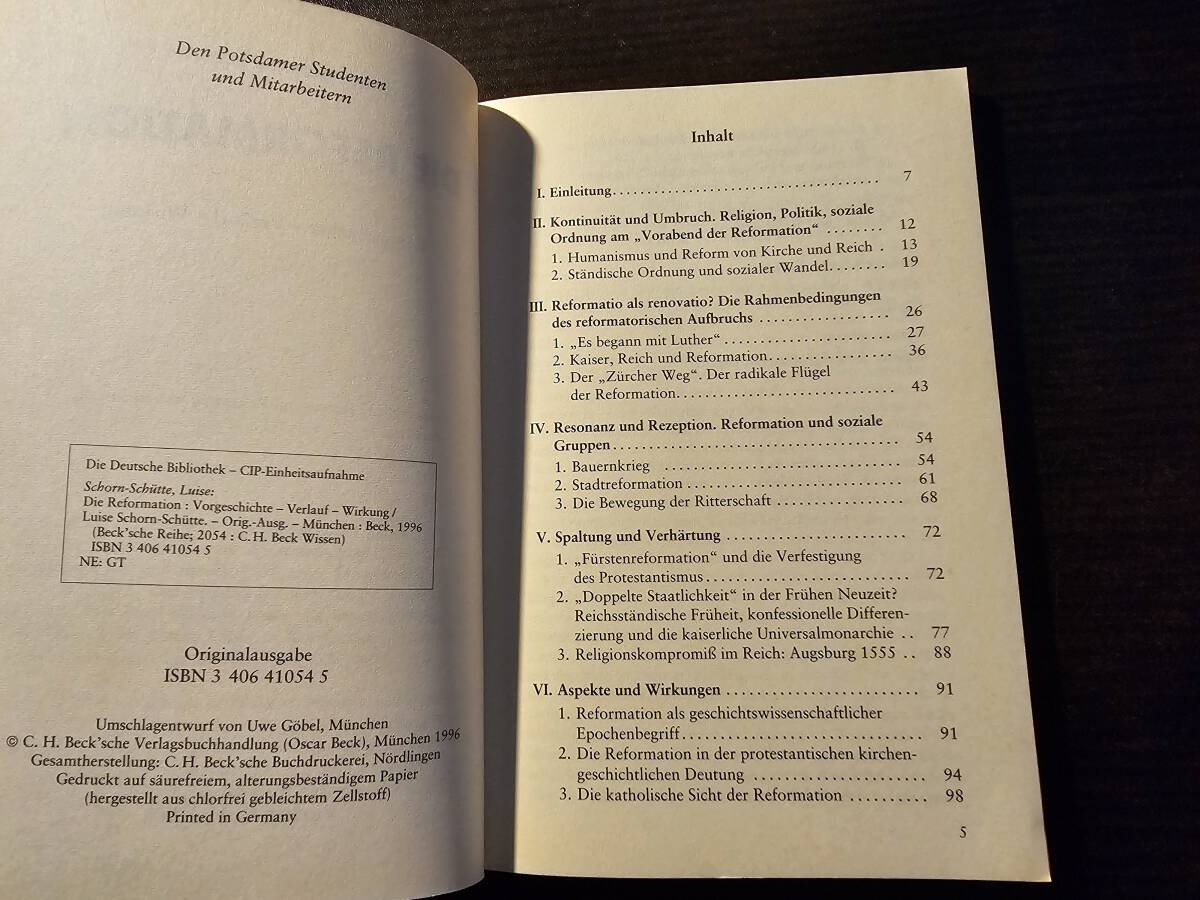 Den Potsdamer Studenten
und Mitarbeitern
Die Deutsche Bibliothek – CIP-Einheitsaufnahme
Schorn-Schütte, Luise:
Die Reformation : Vorgeschichte – Verlauf – Wirkung /
Luise Schorn-Schütte. – Orig.-Ausg. – München : Beck, 1996
(Beck'sche Reihe; 2054 : C. H. Beck Wissen)
ISBN 3 406 41054 5
NE: GT
Originalausgabe
ISBN 3 406 41054 5
Umschlagentwurf von Uwe Göbel, München
© C. H. Beck'sche Verlagsbuchhandlung (Oscar Beck), München 1996
Gesamtherstellung: C. H. Beck'sche Buchdruckerei, Nördlingen
Gedruckt auf säurefreiem, alterungsbeständigem Papier
(hergestellt aus chlorfrei gebleichtem Zellstoff)
Printed in Germany
Inhalt
I. Einleitung. . . . . . . . . . . . . . . . . . . . 7
II. Kontinuität und Umbruch. Religion, Politik, soziale
Ordnung am „Vorabend der Reformation“ . . . . . . . . 12
1. Humanismus und Reform von Kirche und Reich . 13
2. Ständische Ordnung und sozialer Wandel. . . . . . . . 19
III. Reformatio als renovatio? Die Rahmenbedingungen
des reformatorischen Aufbruchs . . . . . . . . . . . . . . . . . . 26
1. „Es begann mit Luther“ . . . . . . . . . . . . . . . . . . . . . . . 27
2. Kaiser, Reich und Reformation. . . . . . . . . . . . . . . . . 36
3. Der „Zürcher Weg“. Der radikale Flügel
der Reformation. . . . . . . . . . . . . . . . . . . . . . . . . . . . . . 43
IV. Resonanz und Rezeption. Reformation und soziale
Gruppen . . . . . . . . . . . . . . . . . . . . . . . . . . . . . . . . . . . . . . 54
1. Bauernkrieg . . . . . . . . . . . . . . . . . . . . . . . . . . . . . . . . 54
2. Stadtreformation . . . . . . . . . . . . . . . . . . . . . . . . . . . . . 61
3. Die Bewegung der Ritterschaft . . . . . . . . . . . . . . . . . 68
V. Spaltung und Verhärtung . . . . . . . . . . . . . . . . . . . . . . . . 72
1. „Fürstenreformation“ und die Verfestigung
des Protestantismus . . . . . . . . . . . . . . . . . . . . . . . . . . . 72
2. „Doppelte Staatlichkeit“ in der Frühen Neuzeit?
Reichsständische Früheit, konfessionelle Differen-
zierung und die kaiserliche Universalmonarchie . . 77
3. Religionskompromiß im Reich: Augsburg 1555 . . 88
VI. Aspekte und Wirkungen . . . . . . . . . . . . . . . . . . . . . . . . . 91
1. Reformation als geschichtswissenschaftlicher
Epochenbegriff . . . . . . . . . . . . . . . . . . . . . . . . . . . . . . . 91
2. Die Reformation in der protestantischen kirchen-
geschichtlichen Deutung . . . . . . . . . . . . . . . . . . . . . . . 94
3. Die katholische Sicht der Reformation . . . . . . . . . . 98
5